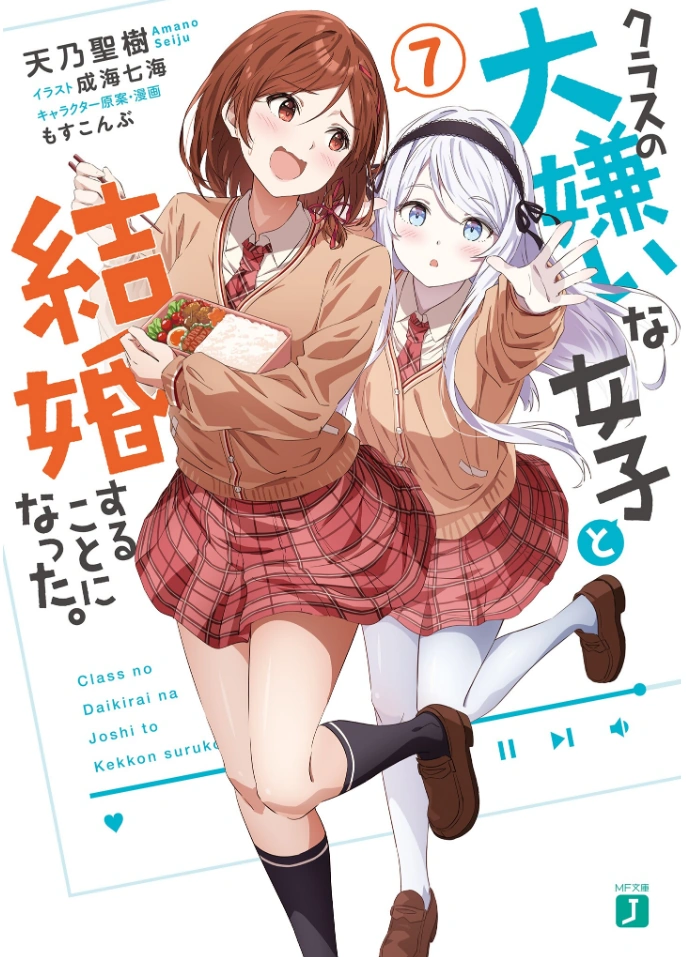 クラスの
大嫌いな
女子と
結婚
する
ことに
なった。
7
天乃聖樹
Amano
Seiju
イラスト 成海七海
キャラクター原案・漫画
もすこんぶ
Class no
Daikirai na
Joshi to
Kekkon suruko
MF文庫
J